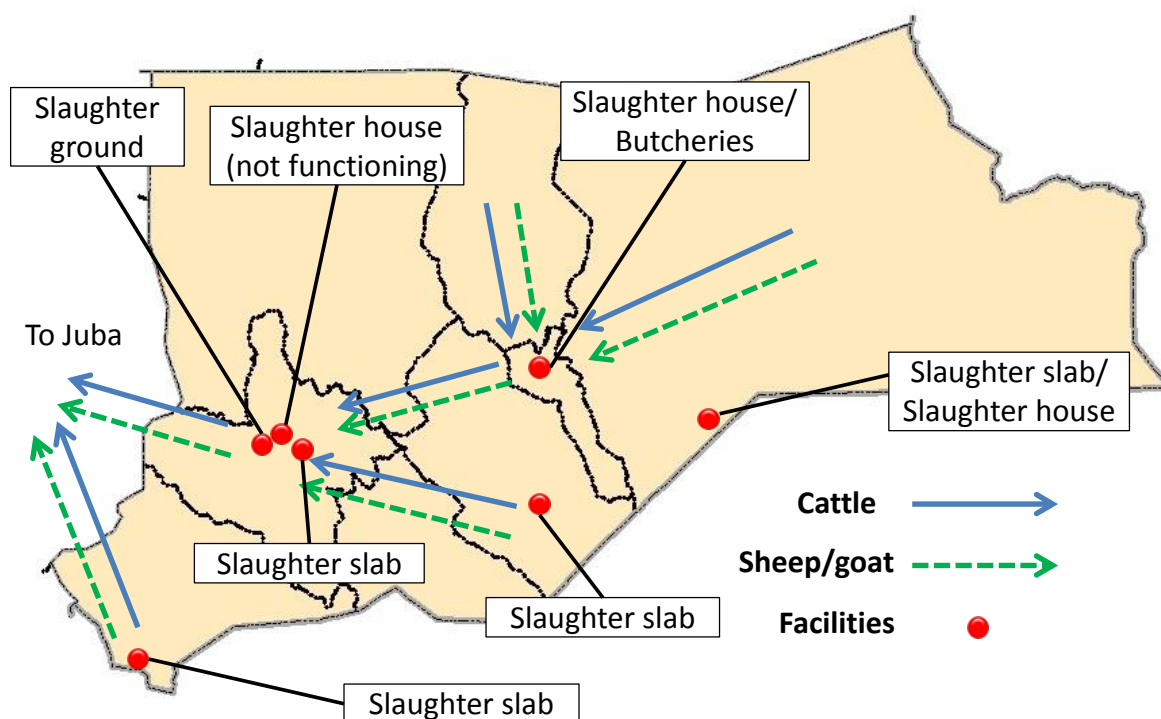 Slaughter
ground
Slaughter house
(not functioning)
Slaughter house/
Butcheries
To Juba
Slaughter slab/
Slaughter house
Cattle
Slaughter slab
Sheep/goat
Slaughter slab
Facilities
Slaughter slab